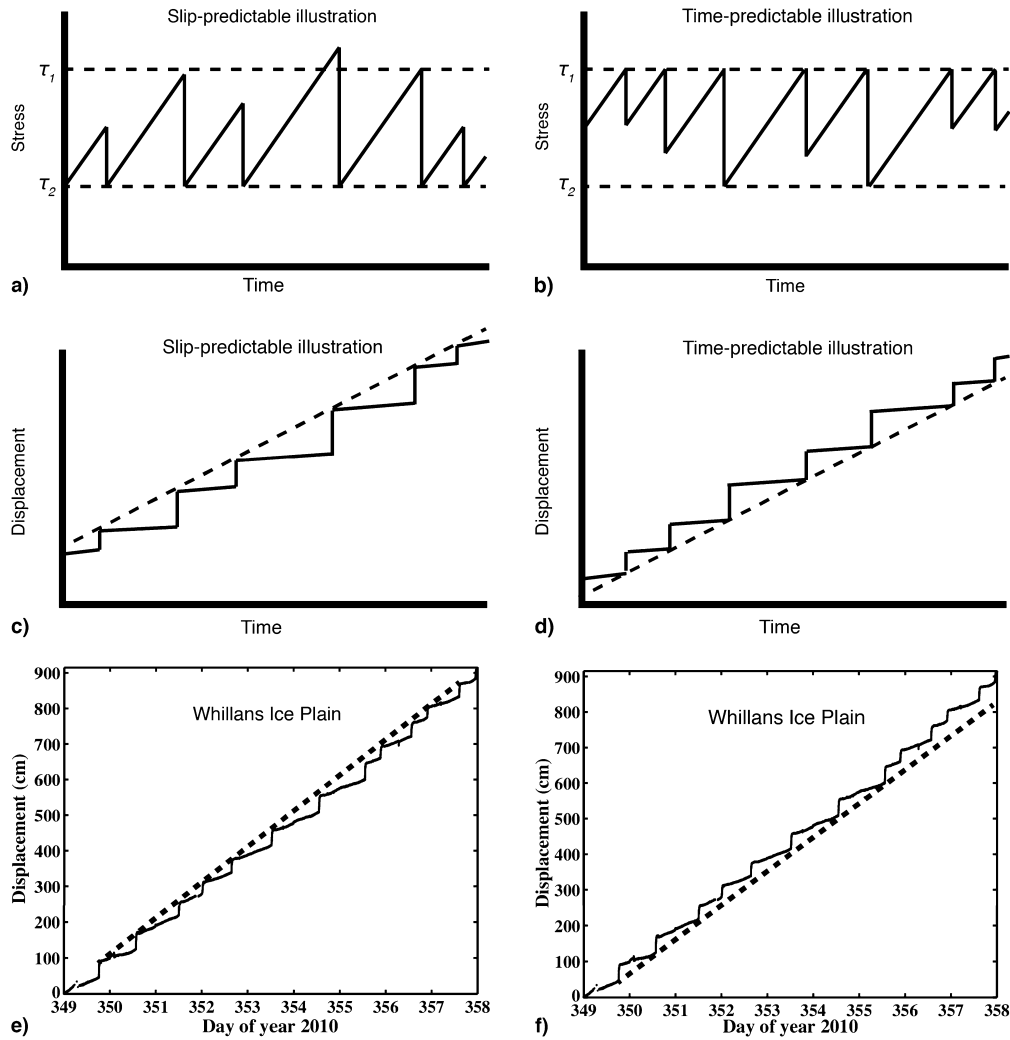 Slip-predictable illustration
τ1
Stress
τ2
Time
a)
Time-predictable illustration
τ1
Stress
τ2
Time
b)
Slip-predictable illustration
Displacement
Time
c)
Time-predictable illustration
Displacement
Time
d)
900
800
700
600
500
400
300
200
100
0
Displacement (cm)
Whillans Ice Plain
349 350 351 352 353 354 355 356 357 358
Day of year 2010
e)
900
800
700
600
500
400
300
200
100
0
Displacement (cm)
Whillans Ice Plain
349 350 351 352 353 354 355 356 357 358
Day of year 2010
f)